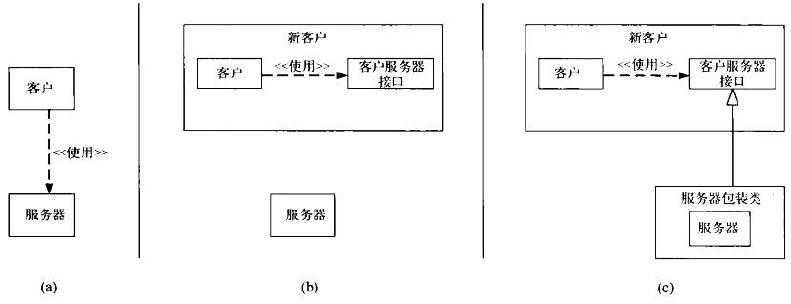 客户
<<使用>>
服务器
(a)
新客户
客户
<<使用>>
客户服务器
接口
服务器
(b)
新客户
客户
<<使用>>
客户服务器
接口
服务器包装类
服务器
(c)